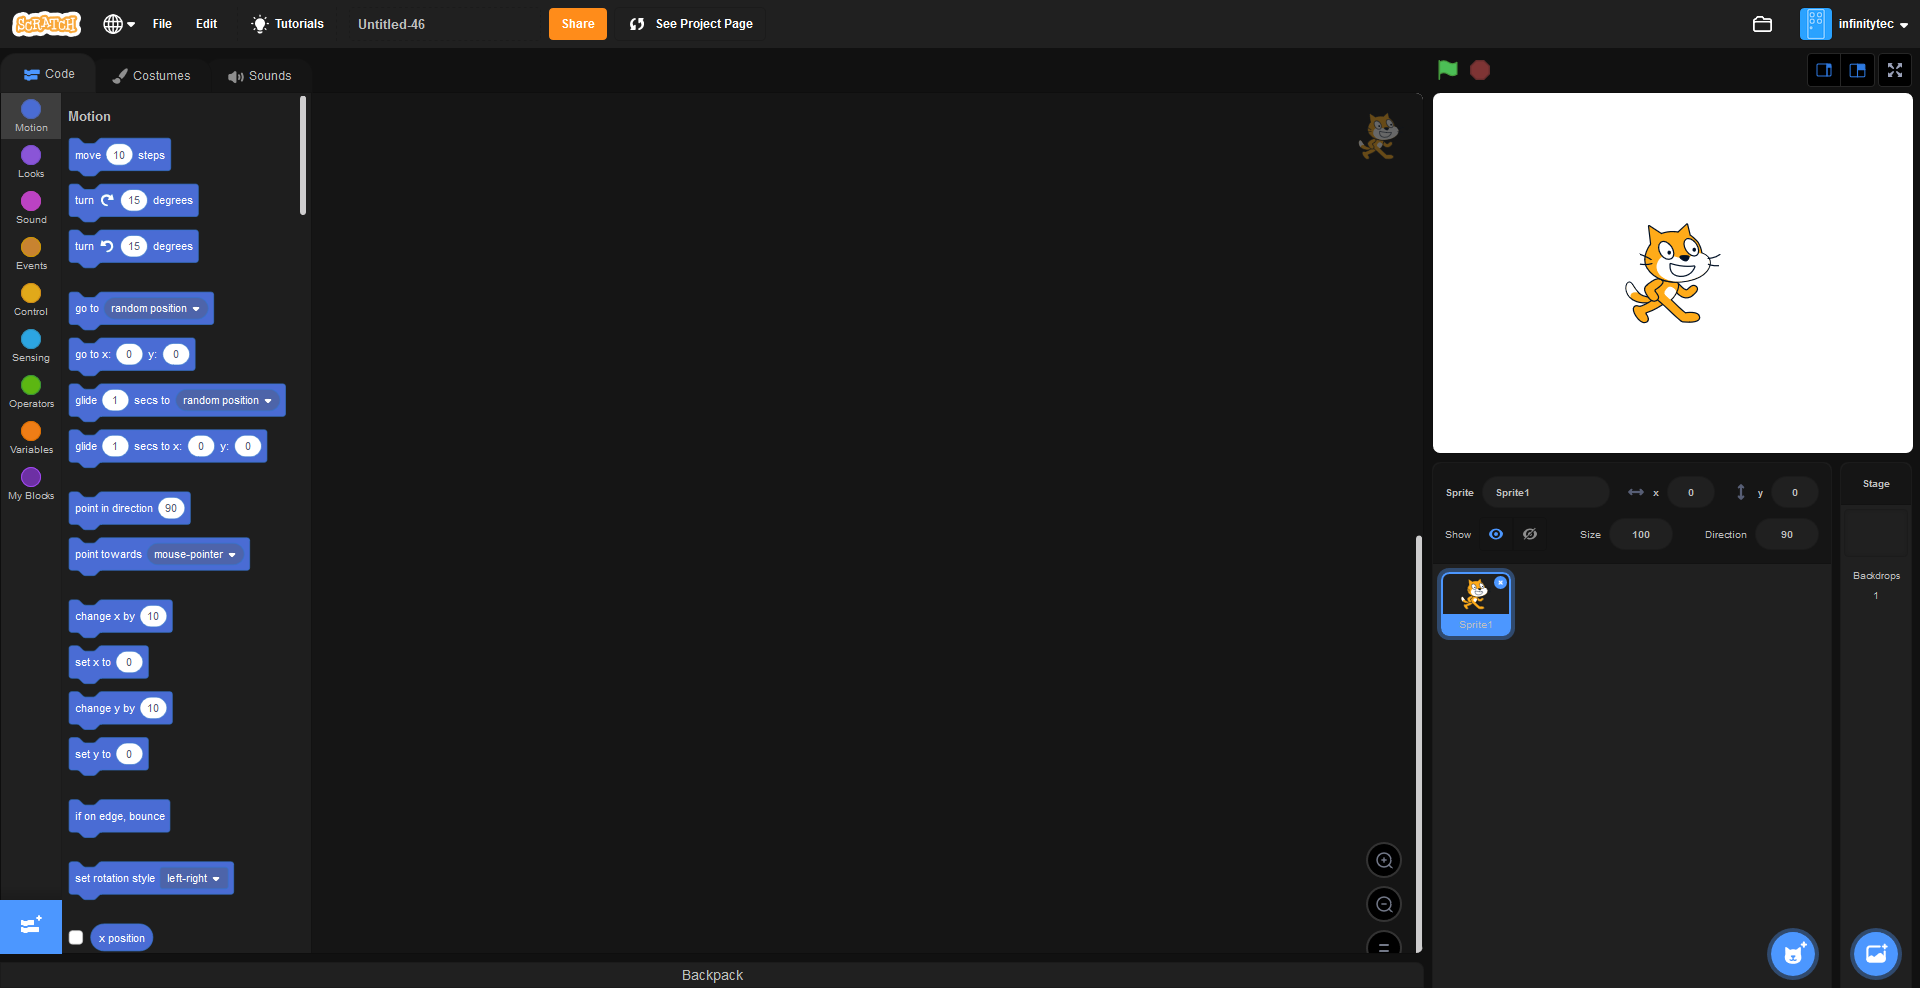 SCRATCH
File
Edit
Tutorials
Untitled-46
Share
See Project Page
infinitytec
Code
Costumes
Sounds
Motion
Looks
Sound
Events
Control
Sensing
Operators
Variables
My Blocks
Motion
move 10 steps
turn 15 degrees
turn 15 degrees
go to random position
go to x: 0 y: 0
glide 1 secs to random position
glide 1 secs to x: 0 y: 0
point in direction 90
point towards mouse-pointer
change x by 10
set x to 0
change y by 10
set y to 0
if on edge, bounce
set rotation style left-right
x position
Backpack
Sprite Sprite1 x 0 y 0
Show Size 100 Direction 90
Sprite1
Stage
Backdrops
1